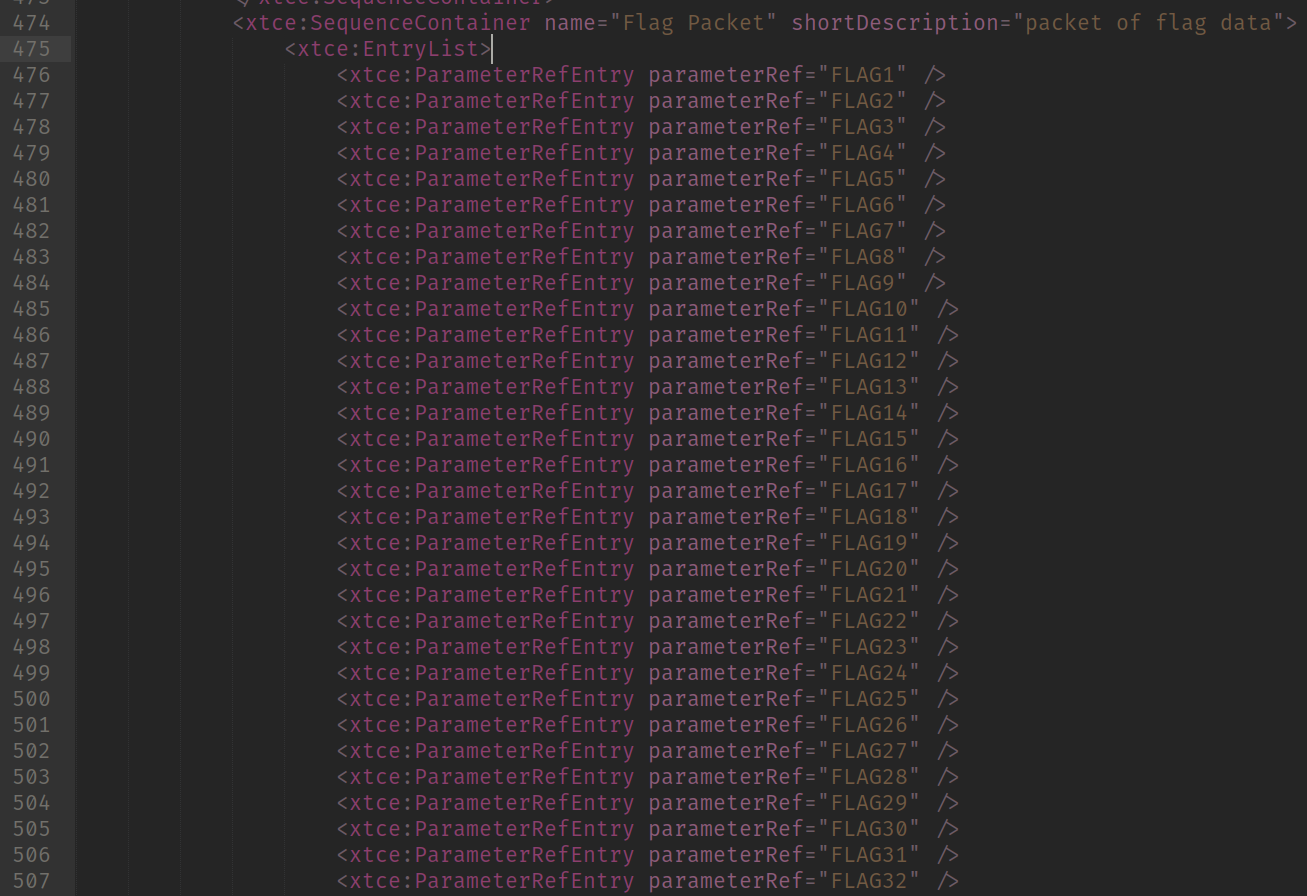 473 </xtce:SequenceContainer>
474 <xtce:SequenceContainer name="Flag Packet" shortDescription="packet of flag data">
475 <xtce:EntryList>
476 <xtce:ParameterRefEntry parameterRef="FLAG1" />
477 <xtce:ParameterRefEntry parameterRef="FLAG2" />
478 <xtce:ParameterRefEntry parameterRef="FLAG3" />
479 <xtce:ParameterRefEntry parameterRef="FLAG4" />
480 <xtce:ParameterRefEntry parameterRef="FLAG5" />
481 <xtce:ParameterRefEntry parameterRef="FLAG6" />
482 <xtce:ParameterRefEntry parameterRef="FLAG7" />
483 <xtce:ParameterRefEntry parameterRef="FLAG8" />
484 <xtce:ParameterRefEntry parameterRef="FLAG9" />
485 <xtce:ParameterRefEntry parameterRef="FLAG10" />
486 <xtce:ParameterRefEntry parameterRef="FLAG11" />
487 <xtce:ParameterRefEntry parameterRef="FLAG12" />
488 <xtce:ParameterRefEntry parameterRef="FLAG13" />
489 <xtce:ParameterRefEntry parameterRef="FLAG14" />
490 <xtce:ParameterRefEntry parameterRef="FLAG15" />
491 <xtce:ParameterRefEntry parameterRef="FLAG16" />
492 <xtce:ParameterRefEntry parameterRef="FLAG17" />
493 <xtce:ParameterRefEntry parameterRef="FLAG18" />
494 <xtce:ParameterRefEntry parameterRef="FLAG19" />
495 <xtce:ParameterRefEntry parameterRef="FLAG20" />
496 <xtce:ParameterRefEntry parameterRef="FLAG21" />
497 <xtce:ParameterRefEntry parameterRef="FLAG22" />
498 <xtce:ParameterRefEntry parameterRef="FLAG23" />
499 <xtce:ParameterRefEntry parameterRef="FLAG24" />
500 <xtce:ParameterRefEntry parameterRef="FLAG25" />
501 <xtce:ParameterRefEntry parameterRef="FLAG26" />
502 <xtce:ParameterRefEntry parameterRef="FLAG27" />
503 <xtce:ParameterRefEntry parameterRef="FLAG28" />
504 <xtce:ParameterRefEntry parameterRef="FLAG29" />
505 <xtce:ParameterRefEntry parameterRef="FLAG30" />
506 <xtce:ParameterRefEntry parameterRef="FLAG31" />
507 <xtce:ParameterRefEntry parameterRef="FLAG32" />